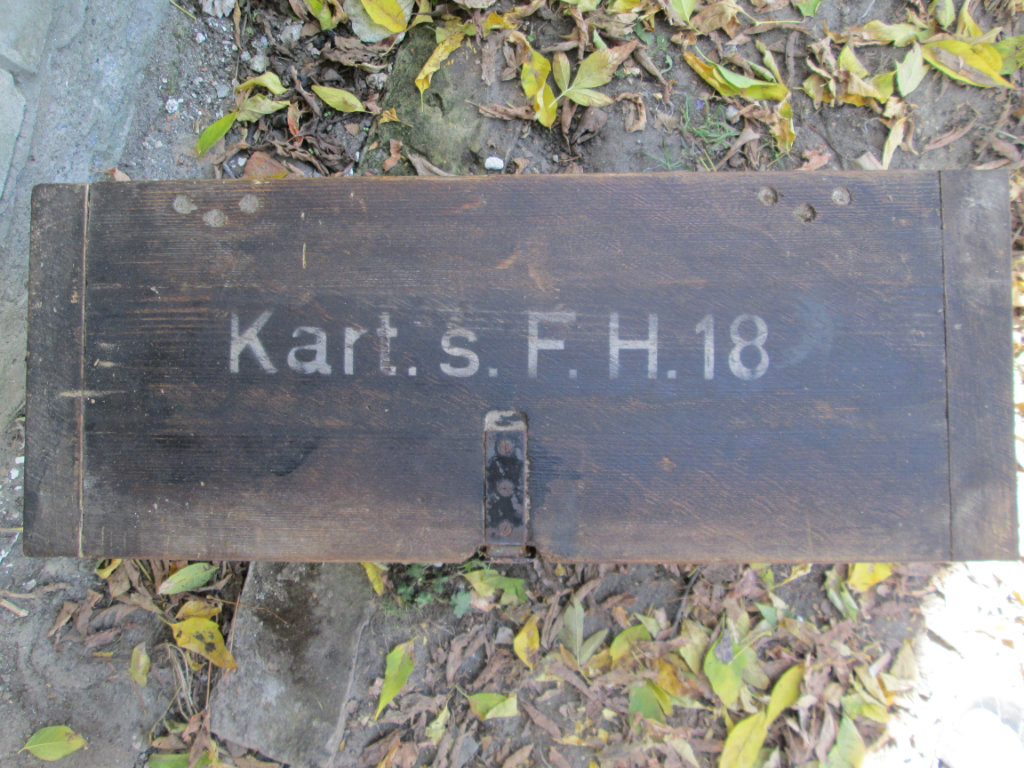 Kart. s. F. H. 18